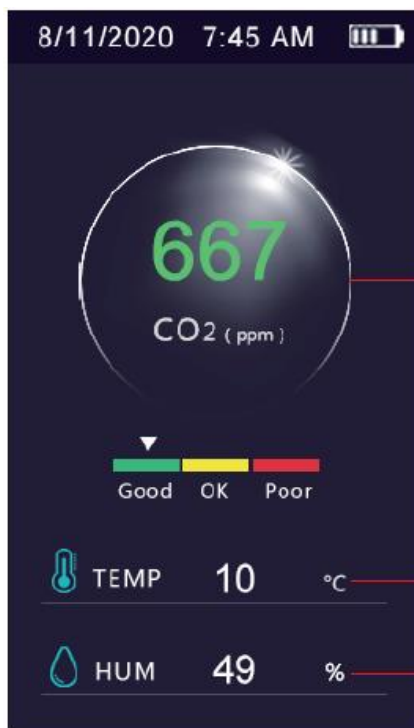 8/11/2020 7:45 AM
667
CO2 (ppm)
Good OK Poor
TEMP 10 °C
HUM 49 %